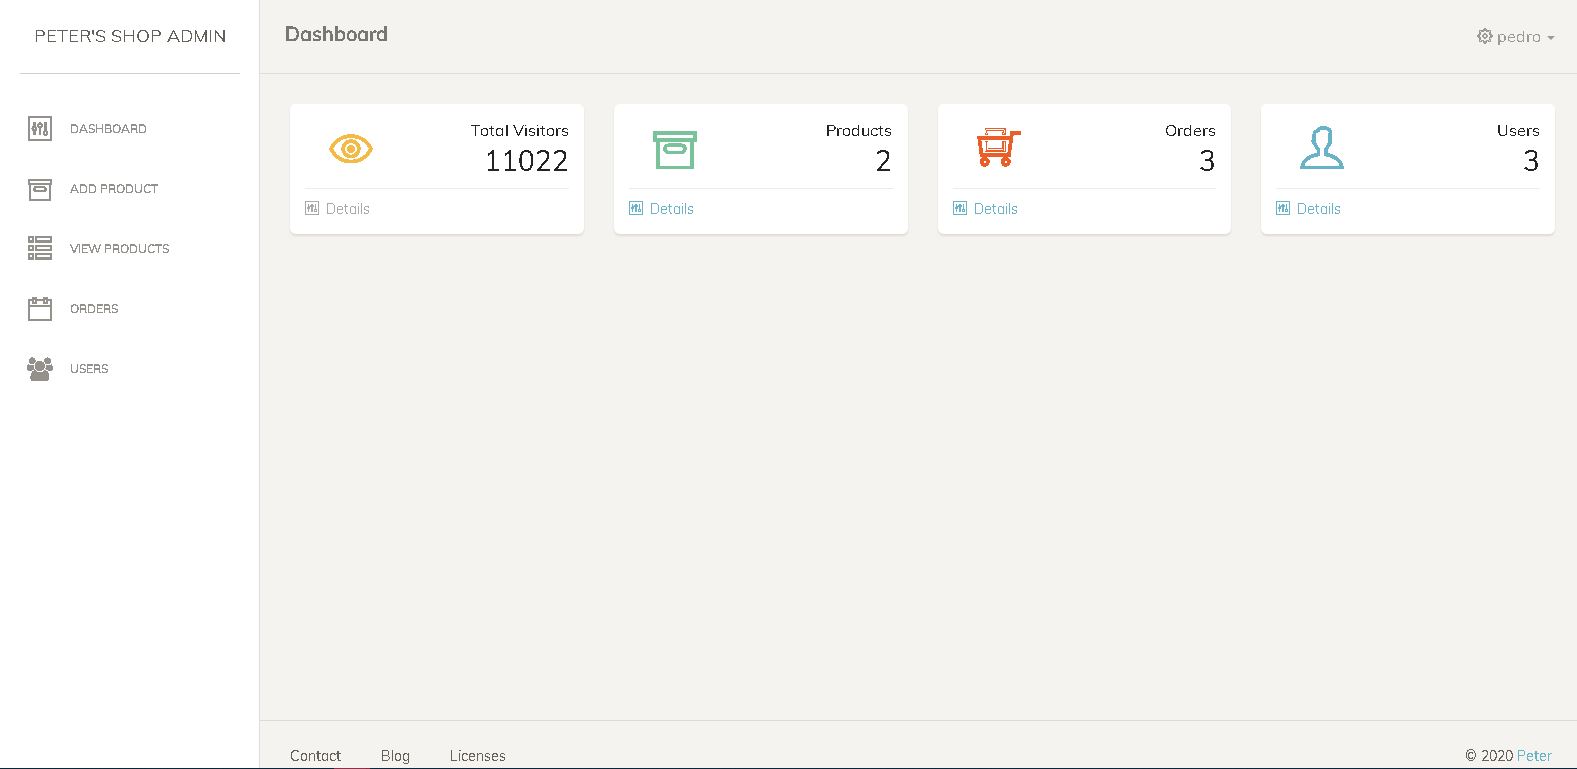 PETER'S SHOP ADMIN
DASHBOARD
ADD PRODUCT
VIEW PRODUCTS
ORDERS
USERS
Dashboard
pedro
Total Visitors
11022
Details
Products
2
Details
Orders
3
Details
Users
3
Details
Contact Blog Licenses
© 2020 Peter